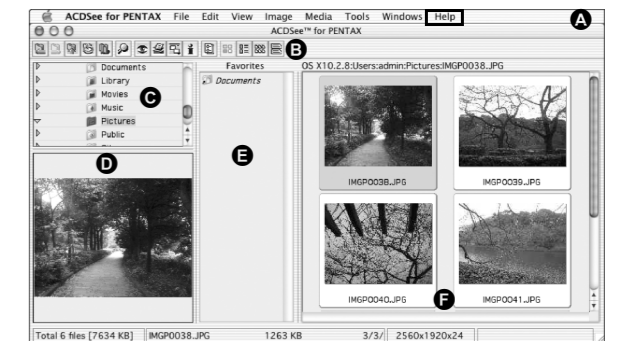 ACDSee for PENTAX File Edit View Image Media Tools Windows Help A
ACDSee™ for PENTAX
B
Favorites OS X10.2.8:Users:admin:Pictures:IMGP0038.JPG
Documents
Library
Movies
Music
Pictures
Public
C
Documents
D
E
IMGP0038.JPG IMGP0039.JPG
IMGP0040.JPG F IMGP0041.JPG
Total 6 files [7634 KB] IMGP0038.JPG 1263 KB 3/3/ 2560x1920x24